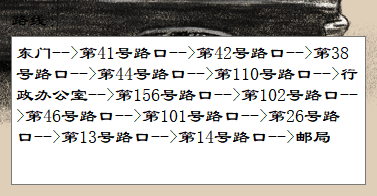 路线
东门-->第41号路口-->第42号路口-->第38
号路口-->第44号路口-->第110号路口-->行
政办公室-->第156号路口-->第102号路口--
>第46号路口-->第101号路口-->第26号路
口-->第13号路口-->第14号路口-->邮局